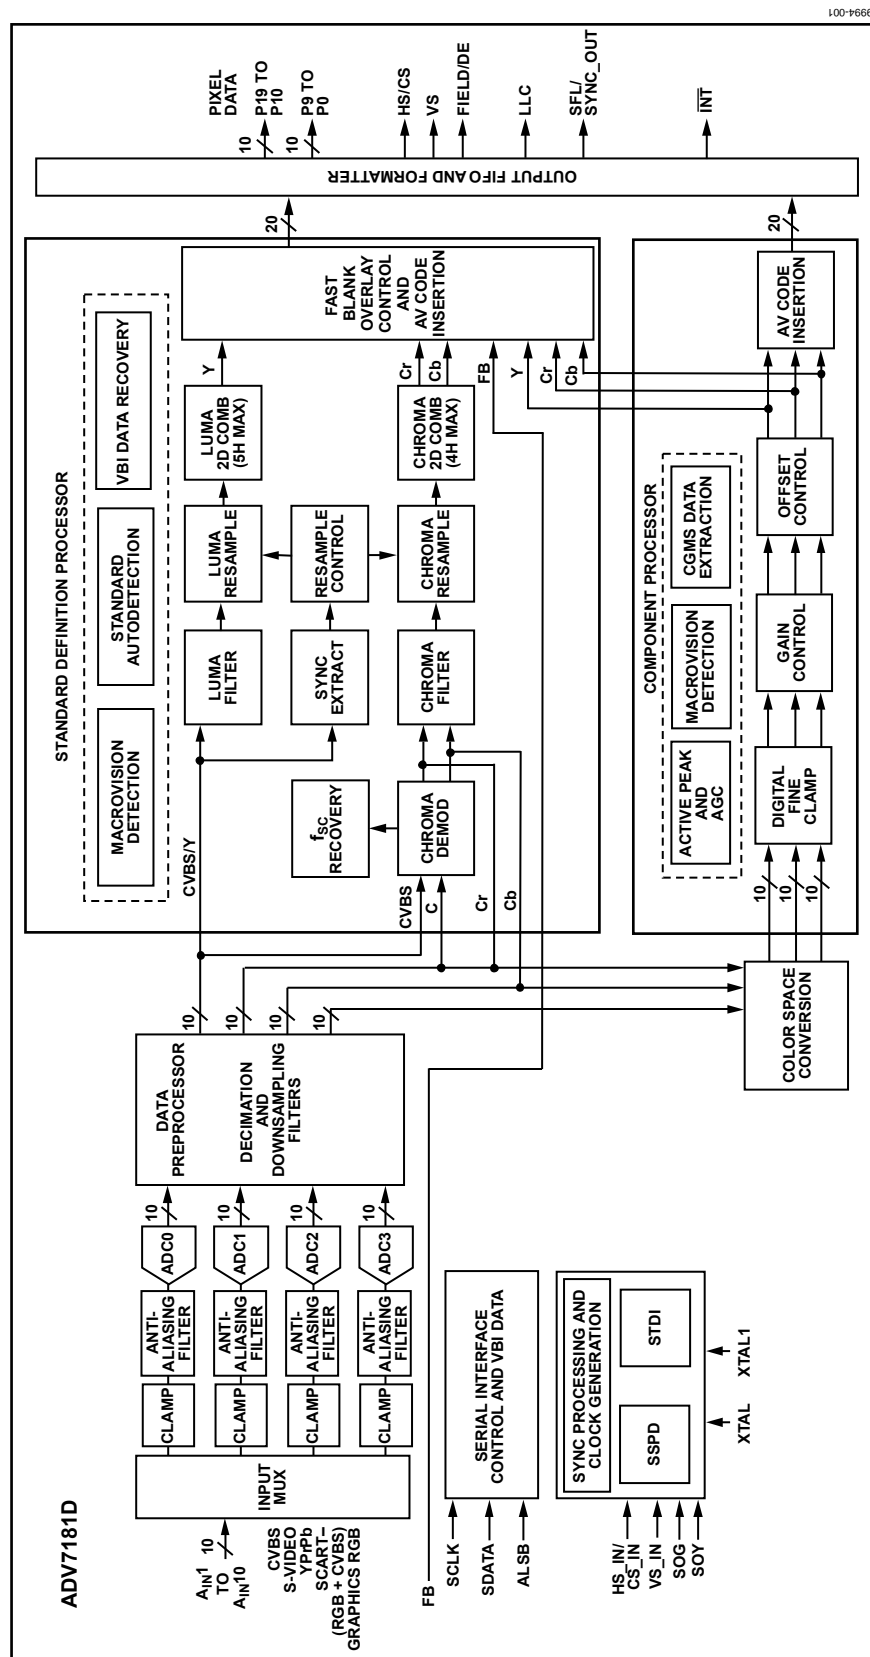 ADV7181D
AIN1
TO
AIN10
10
CVBS
S-VIDEO
YPrPb
SCART–
(RGB + CVBS)
GRAPHICS RGB
INPUT
MUX
CLAMP
ANTI-
ALIASING
FILTER
ADC0
10
CLAMP
ANTI-
ALIASING
FILTER
ADC1
10
CLAMP
ANTI-
ALIASING
FILTER
ADC2
10
CLAMP
ANTI-
ALIASING
FILTER
ADC3
10
DATA
PREPROCESSOR
DECIMATION
AND
DOWNSAMPLING
FILTERS
10
10
10
10
FB
SCLK
SDATA
ALSB
SERIAL INTERFACE
CONTROL AND VBI DATA
HS_IN/
CS_IN
VS_IN
SOG
SOY
SYNC PROCESSING AND
CLOCK GENERATION
SSPD
STDI
XTAL
XTAL1
COLOR SPACE
CONVERSION
STANDARD DEFINITION PROCESSOR
MACROVISION
DETECTION
STANDARD
AUTODETECTION
VBI DATA RECOVERY
CVBS/Y
CVBS
C
Cr
Cb
fSC
RECOVERY
CHROMA
DEMOD
LUMA
FILTER
SYNC
EXTRACT
CHROMA
FILTER
LUMA
RESAMPLE
RESAMPLE
CONTROL
CHROMA
RESAMPLE
LUMA
2D COMB
(5H MAX)
CHROMA
2D COMB
(4H MAX)
Y
Cr
Cb
FB
Y
Cr
Cb
FAST
BLANK
OVERLAY
CONTROL
AND
AV CODE
INSERTION
20
COMPONENT PROCESSOR
ACTIVE PEAK
AND
AGC
MACROVISION
DETECTION
CGMS DATA
EXTRACTION
10
10
10
DIGITAL
FINE
CLAMP
GAIN
CONTROL
OFFSET
CONTROL
AV CODE
INSERTION
20
OUTPUT FIFO AND FORMATTER
PIXEL
DATA
P19 TO
P10
10
P9 TO
P0
10
HS/CS
VS
FIELD/DE
LLC
SFL/
SYNC_OUT
INT